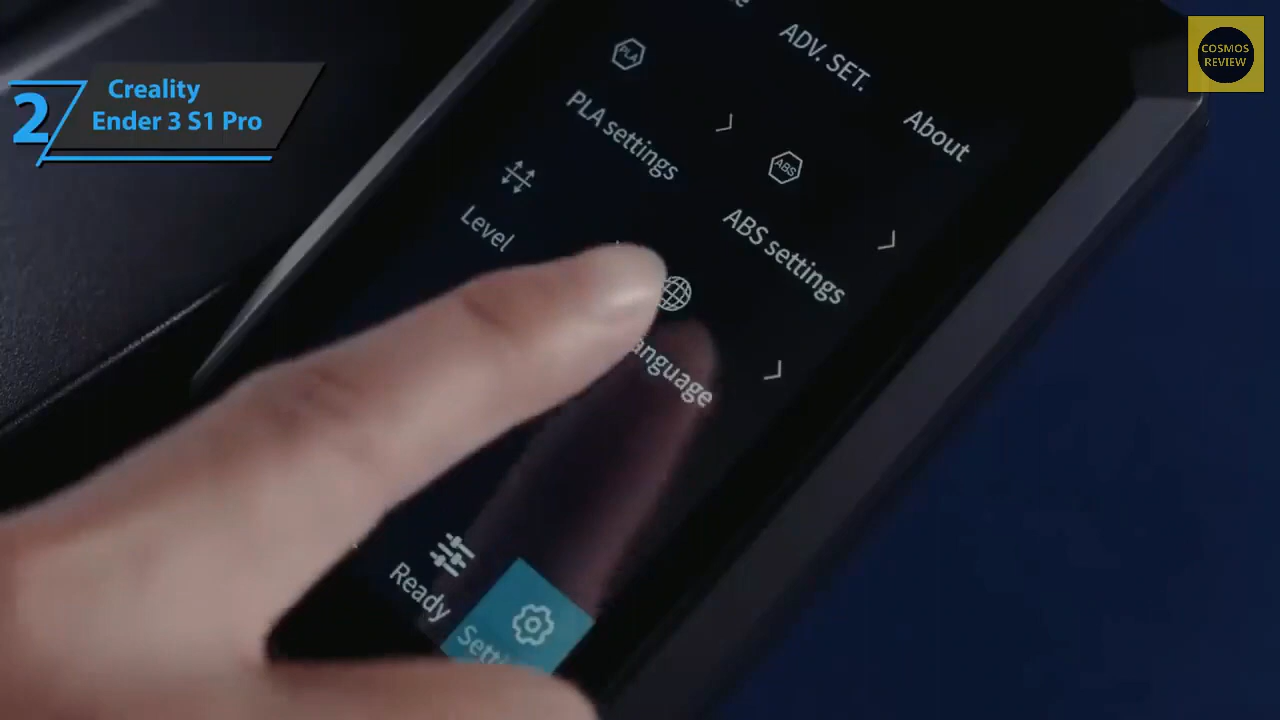 2
Creality
Ender 3 S1 Pro
COSMOS
REVIEW
ADV. SET.
About
PLA
PLA settings
ABS
ABS settings
Level
anguage
Ready